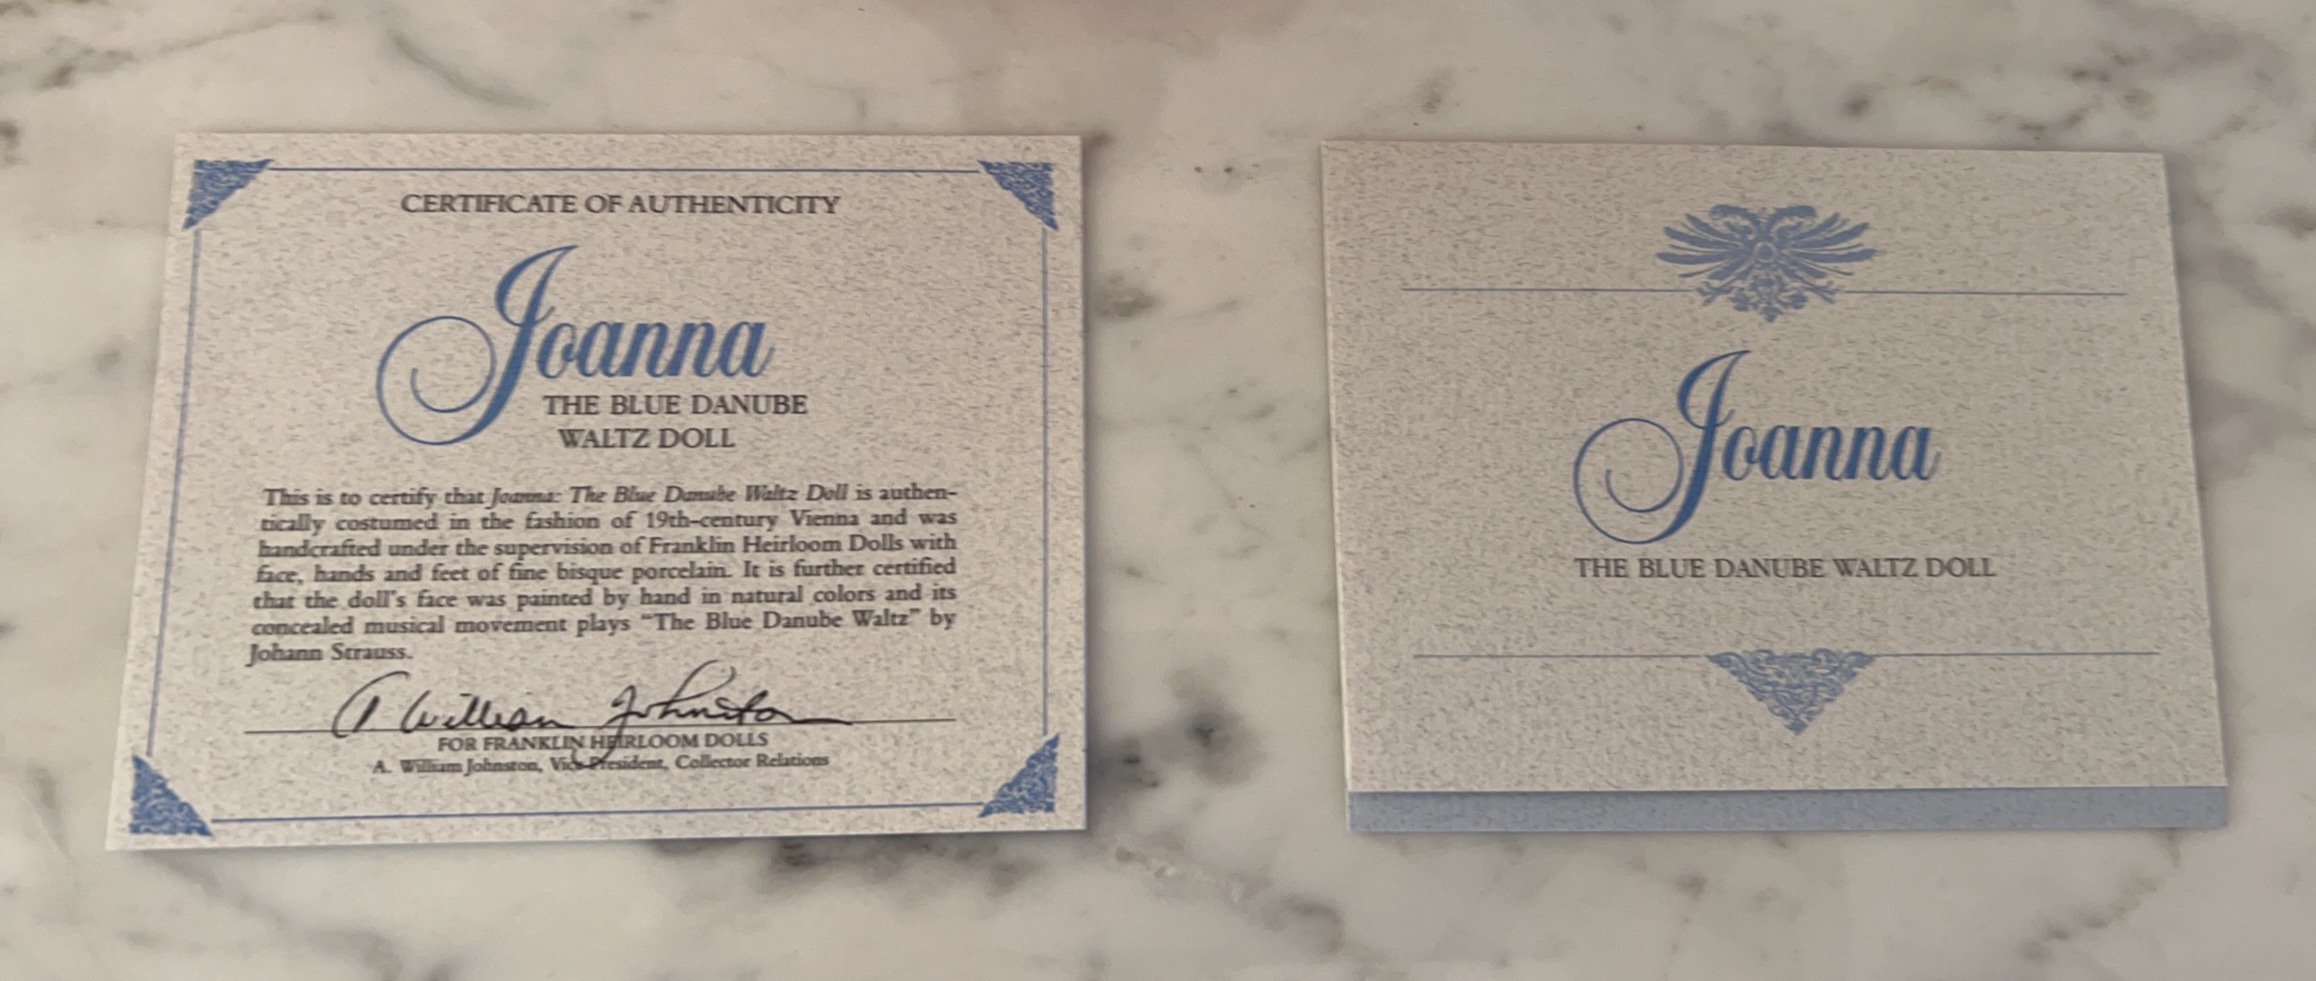 CERTIFICATE OF AUTHENTICITY
Joanna
THE BLUE DANUBE
WALTZ DOLL
This is to certify that Joanna: The Blue Danube Waltz Doll is authen-
tically costumed in the fashion of 19th-century Vienna and was
handcrafted under the supervision of Franklin Heirloom Dolls with
face, hands and feet of fine bisque porcelain. It is further certified
that the doll's face was painted by hand in natural colors and its
concealed musical movement plays "The Blue Danube Waltz" by
Johann Strauss.
A William Johnston
FOR FRANKLIN HEIRLOOM DOLLS
A. William Johnston, Vice President, Collector Relations
Joanna
THE BLUE DANUBE WALTZ DOLL